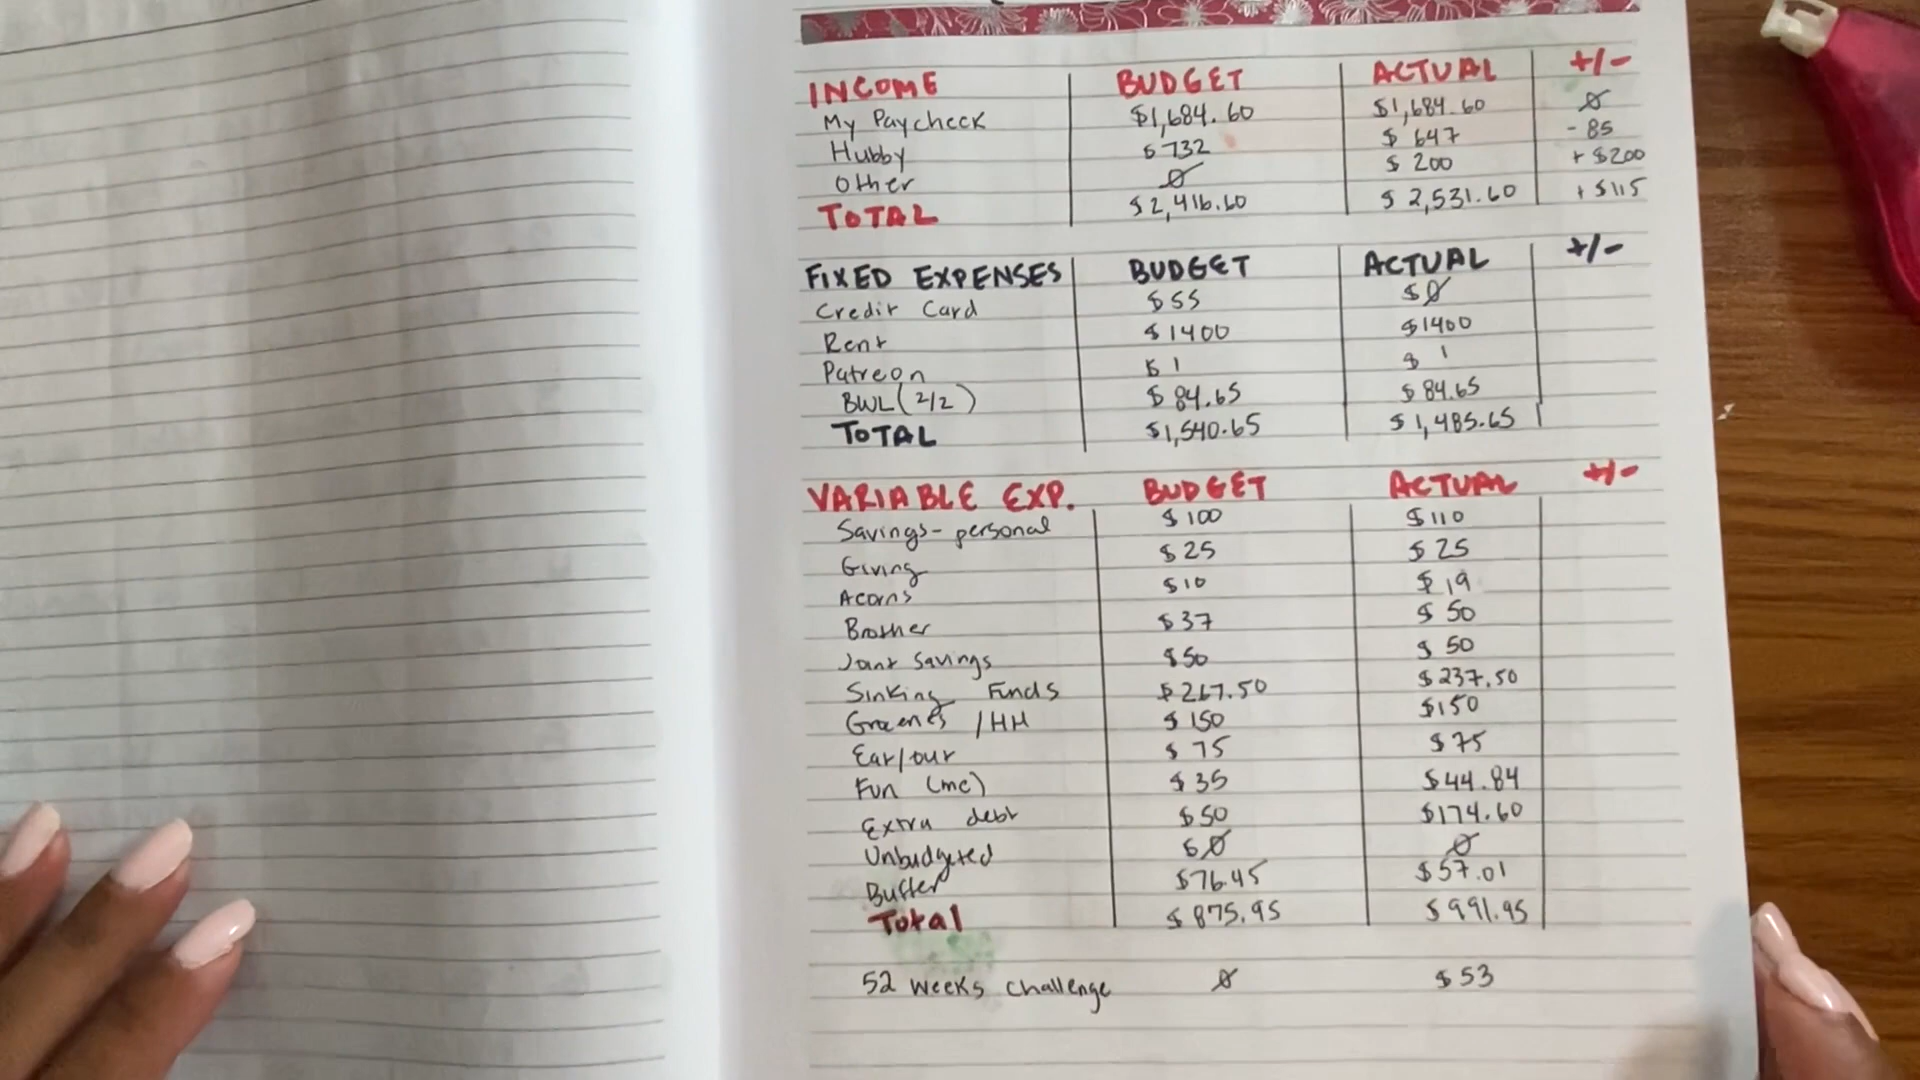 INCOME BUDGET ACTUAL +/-
My Paycheck $1,684.60 $1,684.60 Ø
Hubby $732 $647 - 85
Other Ø $200 + $200
TOTAL $2,416.60 $2,531.60 + $115
FIXED EXPENSES BUDGET ACTUAL +/-
Credit Card $55 $Ø
Rent $1400 $1400
Patreon $1 $1
BWL (2/2) $84.65 $84.65
TOTAL $1,540.65 $1,485.65
VARIABLE EXP. BUDGET ACTUAL +/-
Savings - personal $100 $110
Giving $25 $25
Acorns $10 $19
Brother $37 $50
Joint Savings $50 $50
Sinking Funds $267.50 $237.50
/HH $150 $150
Eat/out $75 $75
Fun (me) $35 $44.84
Extra debt $50 $174.60
Unbudgeted $Ø Ø
Buffer $76.45 $57.01
Total $875.95 $991.95
52 weeks challenge Ø $53